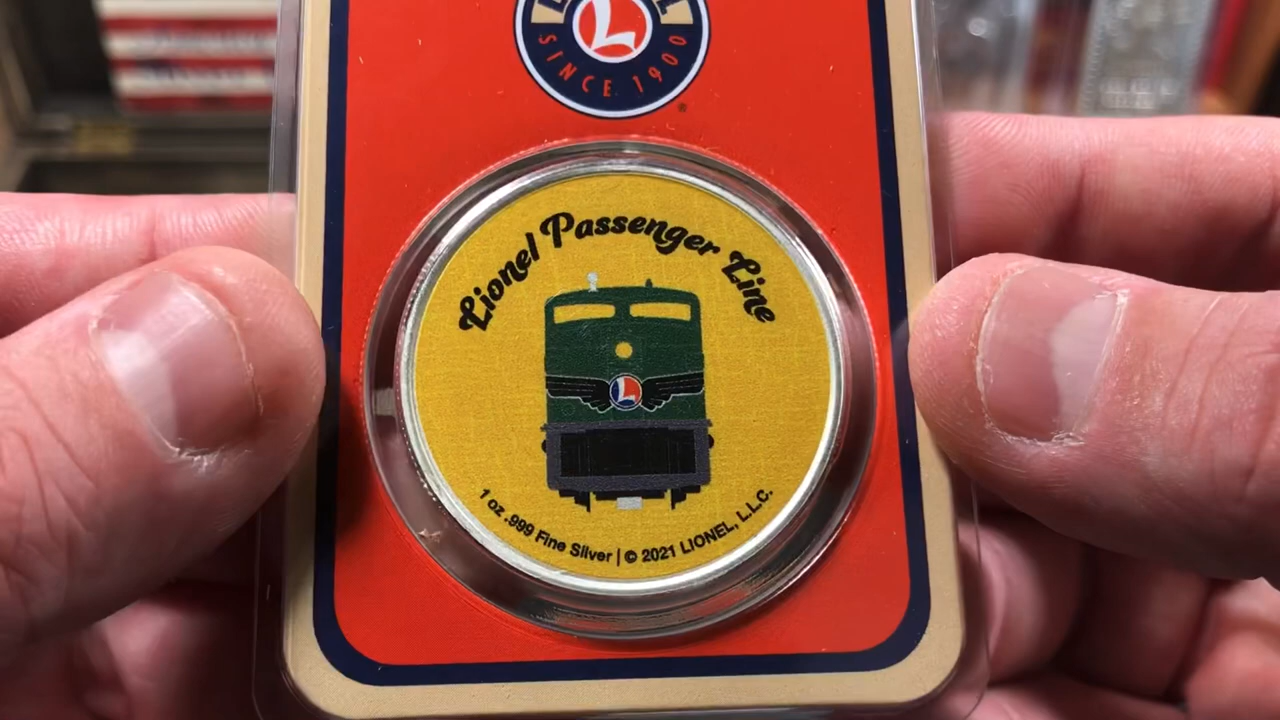 SINCE 1900
®
Lionel Passenger Line
L
1 oz .999 Fine Silver | © 2021 LIONEL, L.L.C.